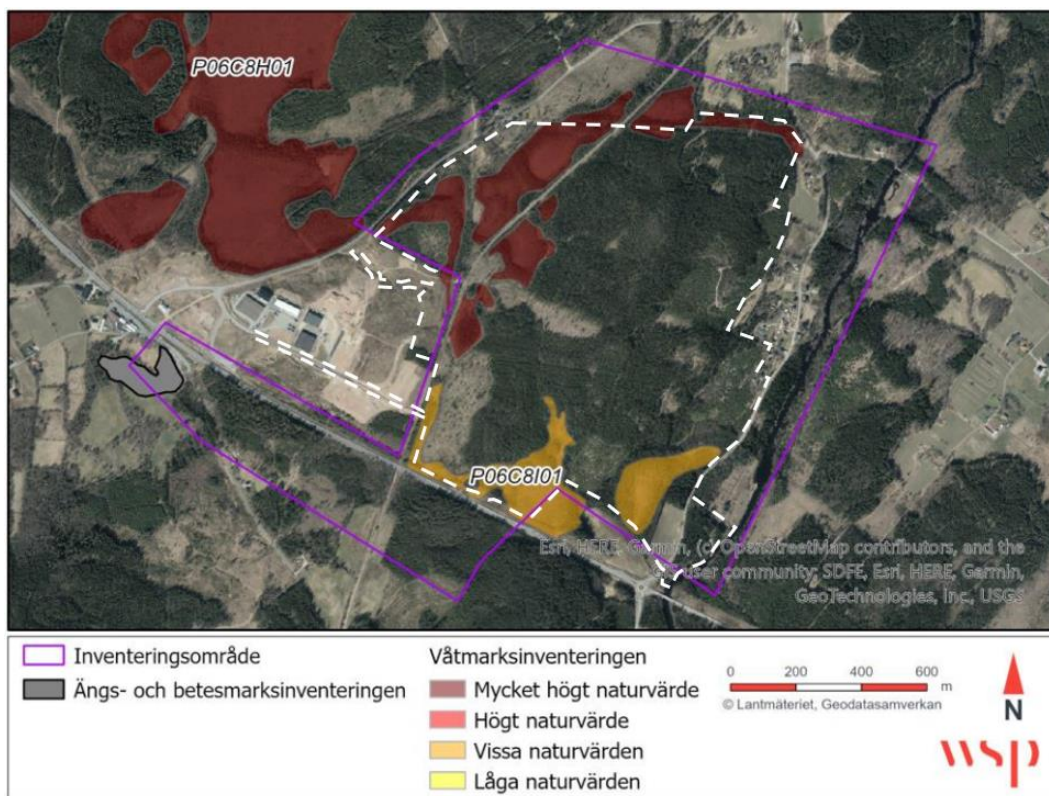 P06C8H01
P06C8I01
Esri, HERE, Garmin, (c) OpenStreetMap contributors, and the
GIS user community; SDFE, Esri, HERE, Garmin,
GeoTechnologies, Inc., USGS
Inventeringsområde
Ängs- och betesmarksinventeringen
Våtmarksinventeringen
Mycket högt naturvärde
Högt naturvärde
Vissa naturvärden
Låga naturvärden
0 200 400 600
m
© Lantmäteriet, Geodatasamverkan
N
wsp